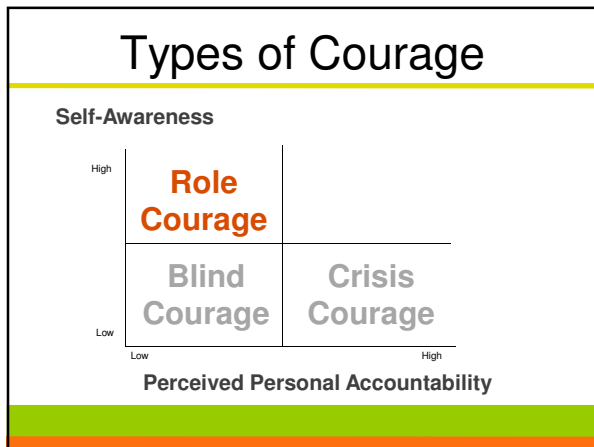 Types of Courage
Self-Awareness
High
Role
Courage
Blind
Courage
Crisis
Courage
Low
Low
High
Perceived Personal Accountability